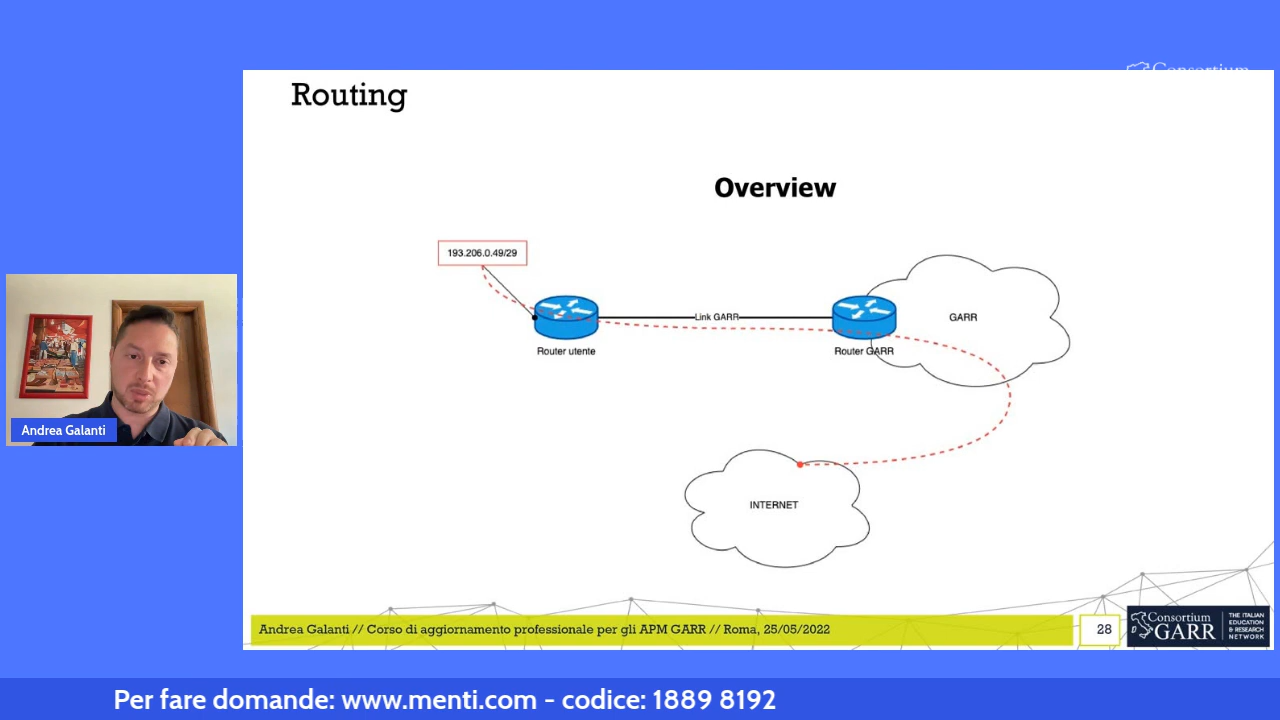 Consortium
Routing
Overview
193.206.0.49/29
Link GARR
GARR
Router utente
Router GARR
INTERNET
Andrea Galanti
Andrea Galanti // Corso di aggiornamento professionale per gli APM GARR // Roma, 25/05/2022
28
Consortium
GARR
THE ITALIAN
EDUCATION
& RESEARCH
NETWORK
Per fare domande: www.menti.com - codice: 1889 8192